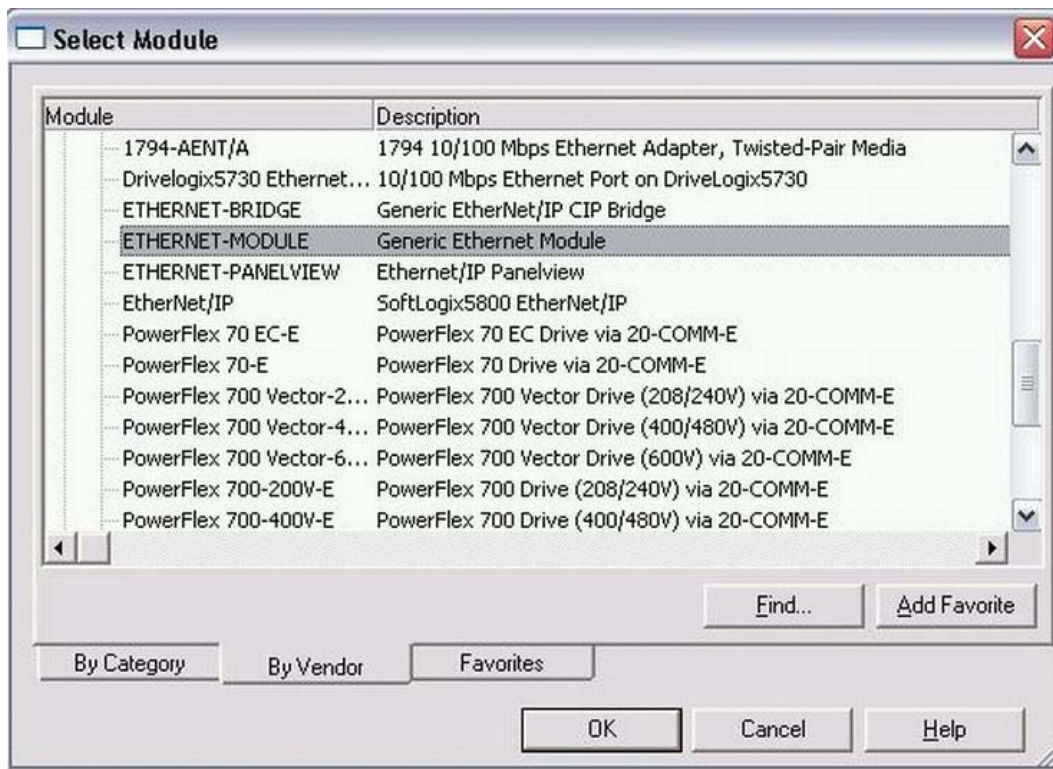 Select Module
Module Description
1794-AENT/A 1794 10/100 Mbps Ethernet Adapter, Twisted-Pair Media
Drivelogix5730 Ethernet... 10/100 Mbps Ethernet Port on DriveLogix5730
ETHERNET-BRIDGE Generic EtherNet/IP CIP Bridge
ETHERNET-MODULE Generic Ethernet Module
ETHERNET-PANELVIEW Ethernet/IP Panelview
EtherNet/IP SoftLogix5800 EtherNet/IP
PowerFlex 70 EC-E PowerFlex 70 EC Drive via 20-COMM-E
PowerFlex 70-E PowerFlex 70 Drive via 20-COMM-E
PowerFlex 700 Vector-2... PowerFlex 700 Vector Drive (208/240V) via 20-COMM-E
PowerFlex 700 Vector-4... PowerFlex 700 Vector Drive (400/480V) via 20-COMM-E
PowerFlex 700 Vector-6... PowerFlex 700 Vector Drive (600V) via 20-COMM-E
PowerFlex 700-200V-E PowerFlex 700 Drive (208/240V) via 20-COMM-E
PowerFlex 700-400V-E PowerFlex 700 Drive (400/480V) via 20-COMM-E
Find... Add Favorite
By Category By Vendor Favorites
OK Cancel Help